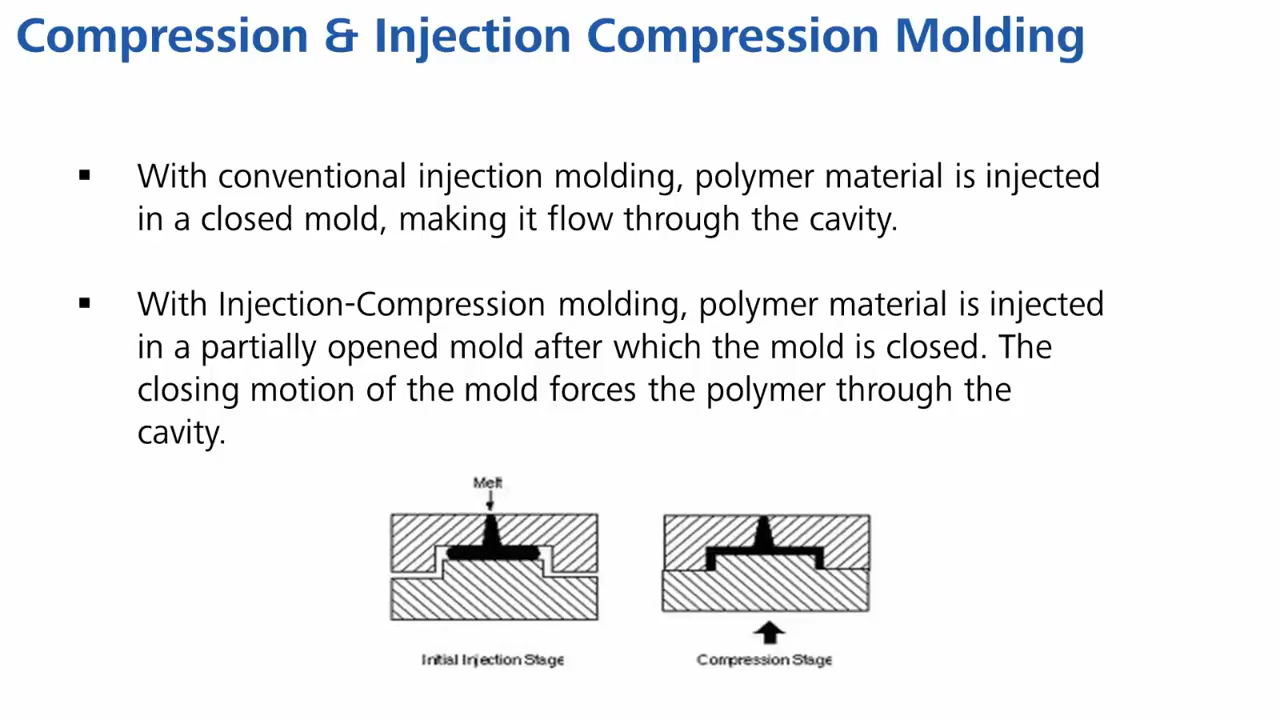 Compression & Injection Compression Molding
▪ With conventional injection molding, polymer material is injected
in a closed mold, making it flow through the cavity.
▪ With Injection-Compression molding, polymer material is injected
in a partially opened mold after which the mold is closed. The
closing motion of the mold forces the polymer through the
cavity.
Melt
Initial Injection Stage
Compression Stage